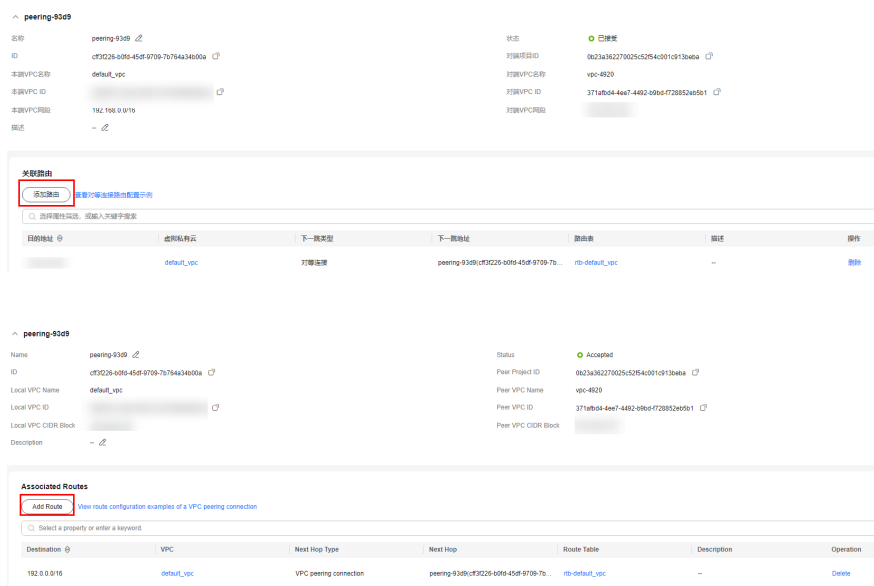 peering-93d9
名称 peering-93d9 状态 已接受
ID cff3f226-b0fd-45df-9709-7b764a34b00a 对端项目ID 0b23a362270025c52f54c001c913beba
本端VPC名称 default_vpc 对端VPC名称 vpc-4920
本端VPC ID 对端VPC ID 371afbd4-4ee7-4492-b9bd-f728852eb5b1
本端VPC网段 192.168.0.0/16 对端VPC网段
描述 --
关联路由
添加路由 查看对等连接路由配置示例
选择属性筛选，或输入关键字搜索
目的地址 虚拟私有云 下一跳类型 下一跳地址 路由表 描述 操作
default_vpc 对等连接 peering-93d9(cff3f226-b0fd-45df-9709-7b... rtb-default_vpc -- 删除
peering-93d9
Name peering-93d9 Status Accepted
ID cff3f226-b0fd-45df-9709-7b764a34b00a Peer Project ID 0b23a362270025c52f54c001c913beba
Local VPC Name default_vpc Peer VPC Name vpc-4920
Local VPC ID Peer VPC ID 371afbd4-4ee7-4492-b9bd-f728852eb5b1
Local VPC CIDR Block Peer VPC CIDR Block
Description --
Associated Routes
Add Route View route configuration examples of a VPC peering connection
Select a property or enter a keyword.
Destination VPC Next Hop Type Next Hop Route Table Description Operation
192.0.0.0/16 default_vpc VPC peering connection peering-93d9(cff3f226-b0fd-45df-9709-7b... rtb-default_vpc -- Delete